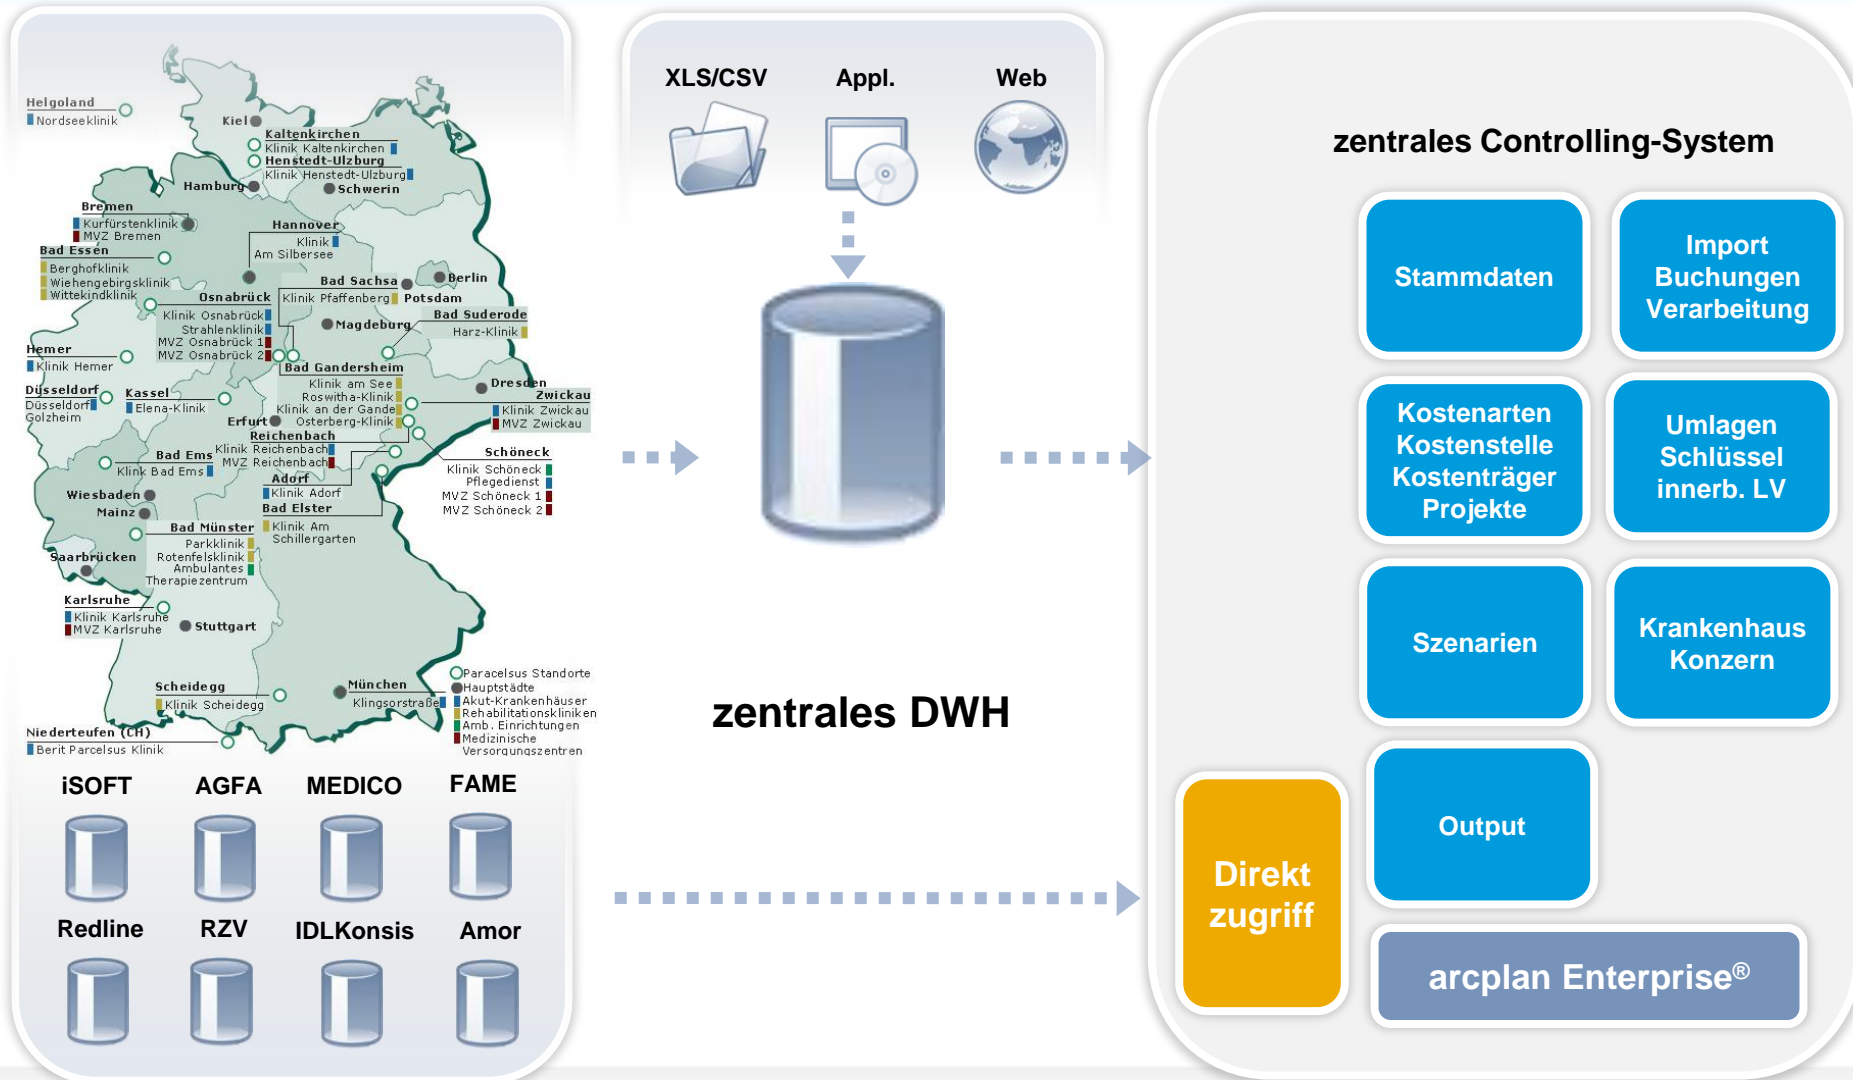 Helgoland
Nordseeklinik
Kiel
Kaltenkirchen
Klinik Kaltenkirchen
Henstedt-Ulzburg
Klinik Henstedt-Ulzburg
Hamburg
Schwerin
Bremen
Kurfürstenklinik
MVZ Bremen
Hannover
Klinik
Am Silbersee
Bad Essen
Berghofklinik
Wiehengebirgsklinik
Wittekindklinik
Berlin
Bad Sachsa
Klinik Pfaffenberg
Potsdam
Osnabrück
Klinik Osnabrück
Strahlenklinik
MVZ Osnabrück 1
MVZ Osnabrück 2
Magdeburg
Bad Suderode
Harz-Klinik
Hemer
Klinik Hemer
Bad Gandersheim
Klinik am See
Roswitha-Klinik
Klinik an der Gande
Osterberg-Klinik
Düsseldorf
Düsseldorf
Golzheim
Kassel
Elena-Klinik
Dresden
Zwickau
Klinik Zwickau
MVZ Zwickau
Erfurt
Reichenbach
Klinik Reichenbach
MVZ Reichenbach
Schöneck
Klinik Schöneck
Pflegedienst
MVZ Schöneck 1
MVZ Schöneck 2
Bad Ems
Klink Bad Ems
Adorf
Klinik Adorf
Wiesbaden
Mainz
Bad Elster
Klinik Am
Schillergarten
Bad Münster
Parkklinik
Rotenfelsklinik
Ambulantes
Therapiezentrum
Saarbrücken
Karlsruhe
Klinik Karlsruhe
MVZ Karlsruhe
Stuttgart
Scheidegg
Klinik Scheidegg
München
Klingsorstraße
Niederteufen (CH)
Berit Parcelsus Klinik
Paracelsus Standorte
Hauptstädte
Akut-Krankenhäuser
Rehabilitationskliniken
Amb. Einrichtungen
Medizinische
Versorgungszentren
iSOFT AGFA MEDICO FAME
Redline RZV IDLKonsis Amor
XLS/CSV Appl. Web
zentrales DWH
zentrales Controlling-System
Stammdaten
Import
Buchungen
Verarbeitung
Kostenarten
Kostenstelle
Kostenträger
Projekte
Umlagen
Schlüssel
innerb. LV
Szenarien
Krankenhaus
Konzern
Output
Direkt
zugriff
arcplan Enterprise®